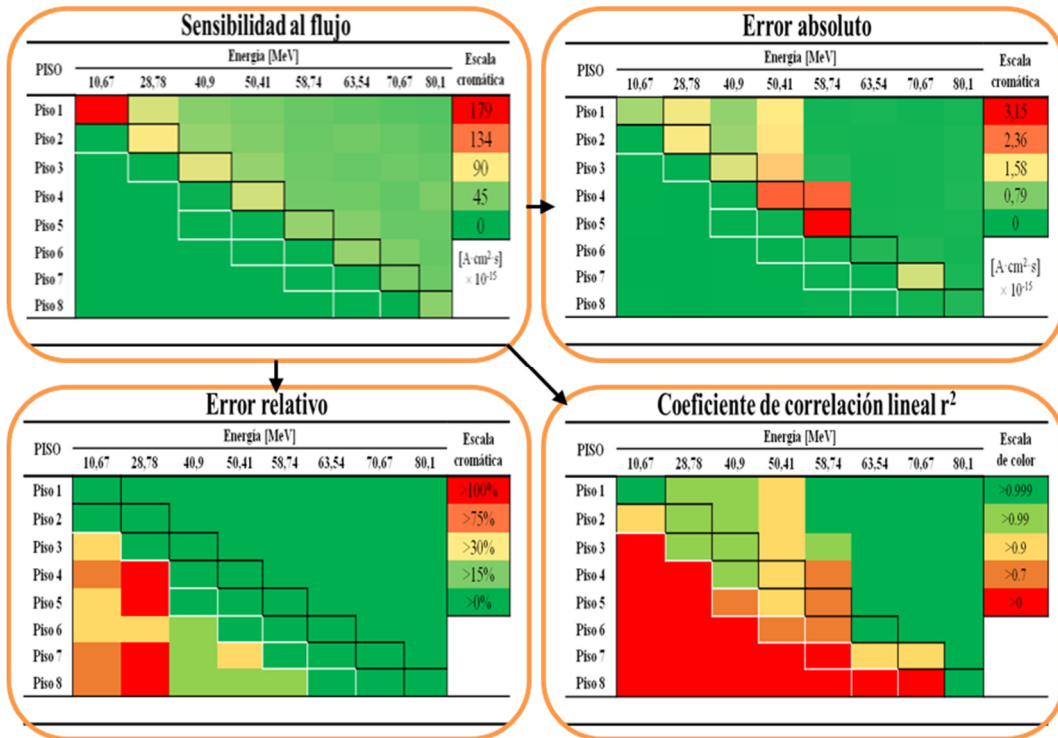 Sensibilidad al flujo
PISO Energía [MeV] Escala cromática
10,67 28,78 40,9 50,41 58,74 63,54 70,67 80,1
Piso 1 179
Piso 2 134
Piso 3 90
Piso 4 45
Piso 5 0
Piso 6 [A·cm²·s]
Piso 7 × 10⁻¹⁵
Piso 8
Error absoluto
PISO Energía [MeV] Escala cromática
10,67 28,78 40,9 50,41 58,74 63,54 70,67 80,1
Piso 1 3,15
Piso 2 2,36
Piso 3 1,58
Piso 4 0,79
Piso 5 0
Piso 6 [A·cm²·s]
Piso 7 × 10⁻¹⁵
Piso 8
Error relativo
PISO Energía [MeV] Escala cromática
10,67 28,78 40,9 50,41 58,74 63,54 70,67 80,1
Piso 1 >100%
Piso 2 >75%
Piso 3 >30%
Piso 4 >15%
Piso 5 >0%
Piso 6
Piso 7
Piso 8
Coeficiente de correlación lineal r²
PISO Energía [MeV] Escala de color
10,67 28,78 40,9 50,41 58,74 63,54 70,67 80,1
Piso 1 >0.999
Piso 2 >0.99
Piso 3 >0.9
Piso 4 >0.7
Piso 5 >0
Piso 6
Piso 7
Piso 8